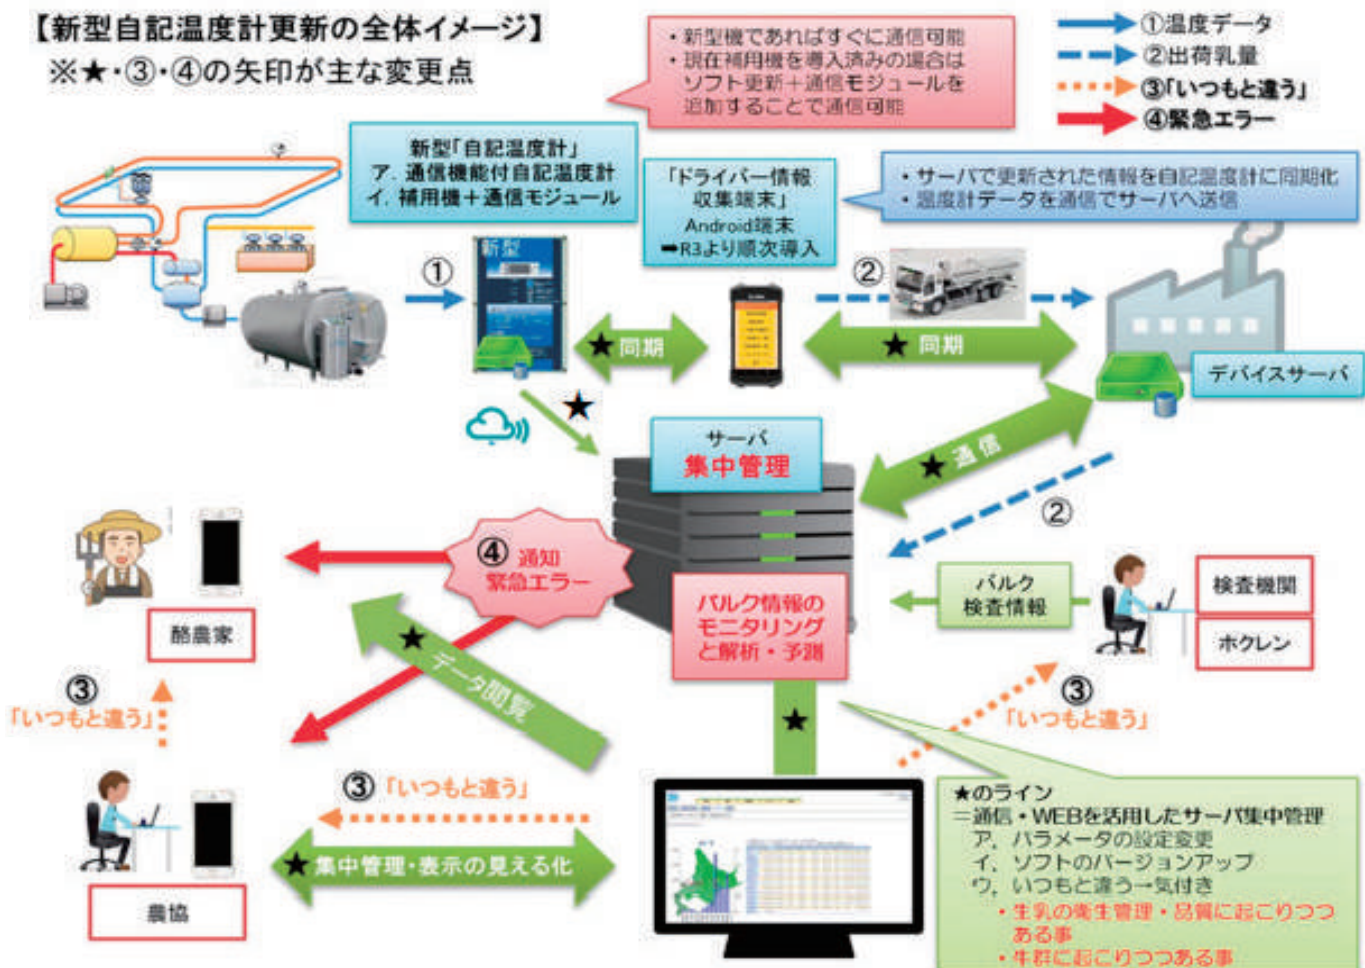 【新型自記温度計更新の全体イメージ】
※★・③・④の矢印が主な変更点
・新型機であればすぐに通信可能
・現在補用機を導入済みの場合は
ソフト更新＋通信モジュールを
追加することで通信可能
①温度データ
②出荷乳量
③「いつもと違う」
④緊急エラー
新型「自記温度計」
ア．通信機能付自記温度計
イ．補用機＋通信モジュール
「ドライバー情報
収集端末」
Android端末
➡R3より順次導入
・サーバで更新された情報を自記温度計に同期化
・温度計データを通信でサーバへ送信
①
新型
②
★同期
★同期
デバイスサーバ
★
サーバ
集中管理
★通信
②
④通知
緊急エラー
バルク情報の
モニタリング
と解析・予測
バルク
検査情報
検査機関
ホクレン
酪農家
★データ閲覧
③
「いつもと違う」
★
③
「いつもと違う」
③「いつもと違う」
★集中管理・表示の見える化
農協
★のライン
＝通信・WEBを活用したサーバ集中管理
ア．パラメータの設定変更
イ．ソフトのバージョンアップ
ウ．いつもと違う→気付き
・生乳の衛生管理・品質に起こりつつ
ある事
・牛群に起こりつつある事